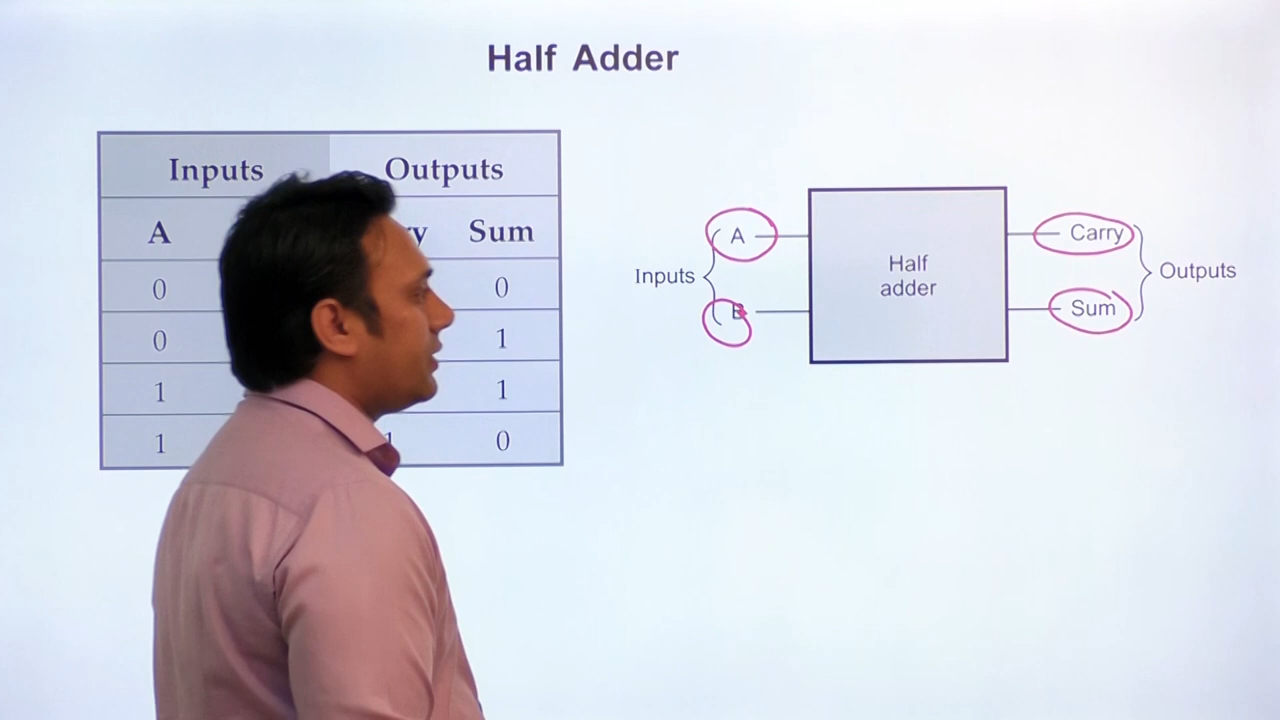 Half Adder
Inputs Outputs
A Sum
0 0
0 1
1 1
1 1 0
A
B
Inputs
Half
adder
Carry
Sum
Outputs